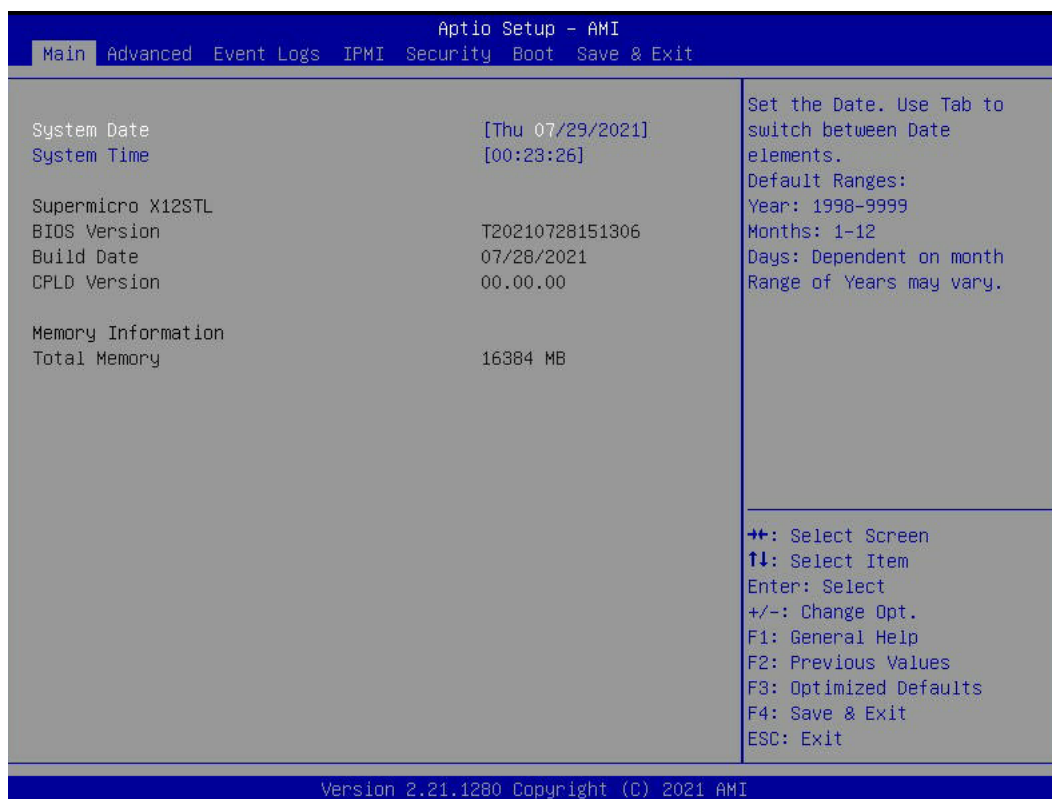 Aptio Setup – AMI
Main Advanced Event Logs IPMI Security Boot Save & Exit
System Date [Thu 07/29/2021]
System Time [00:23:26]
Supermicro X12STL
BIOS Version T20210728151306
Build Date 07/28/2021
CPLD Version 00.00.00
Memory Information
Total Memory 16384 MB
Set the Date. Use Tab to
switch between Date
elements.
Default Ranges:
Year: 1998-9999
Months: 1-12
Days: Dependent on month
Range of Years may vary.
→←: Select Screen
↑↓: Select Item
Enter: Select
+/-: Change Opt.
F1: General Help
F2: Previous Values
F3: Optimized Defaults
F4: Save & Exit
ESC: Exit
Version 2.21.1280 Copyright (C) 2021 AMI